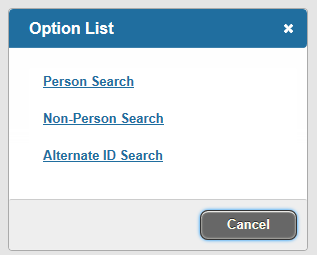 Option List
Person Search
Non-Person Search
Alternate ID Search
Cancel